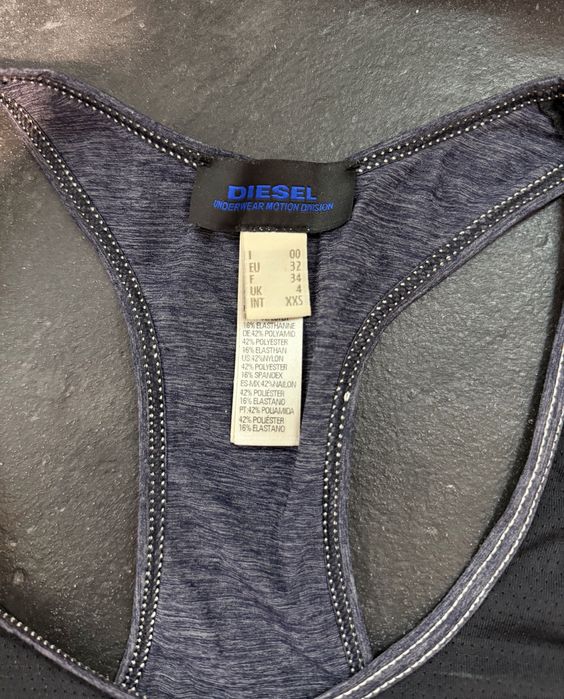 DIESEL
UNDERWEAR MOTION DIVISION
I 00
EU 32
F 34
UK 4
INT XXS
16% ELASTHANNE
DE:42% POLYAMID
42% POLYESTER
16% ELASTHAN
US:42%NYLON
42% POLYESTER
16% SPANDEX
ES-MX:42%NAILON
42% POLIÉSTER
16% ELASTANO
PT:42% POLIAMIDA
42% POLIÉSTER
16% ELASTANO